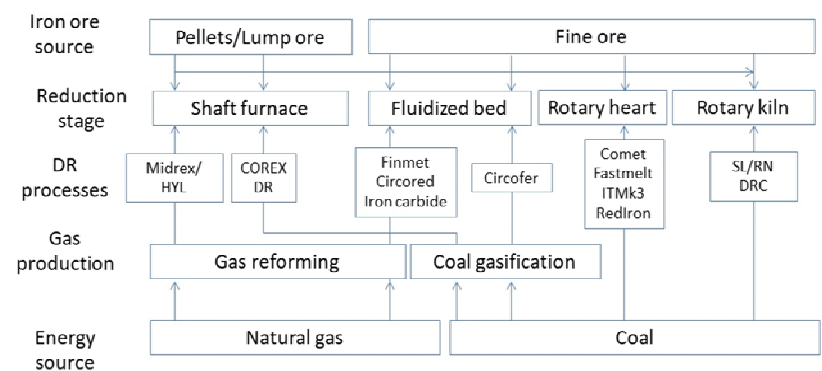 Iron ore
source
Pellets/Lump ore
Fine ore
Reduction
stage
Shaft furnace
Fluidized bed
Rotary heart
Rotary kiln
DR
processes
Midrex/
HYL
COREX
DR
Finmet
Circored
Iron carbide
Circofer
Comet
Fastmelt
ITMk3
RedIron
SL/RN
DRC
Gas
production
Gas reforming
Coal gasification
Energy
source
Natural gas
Coal